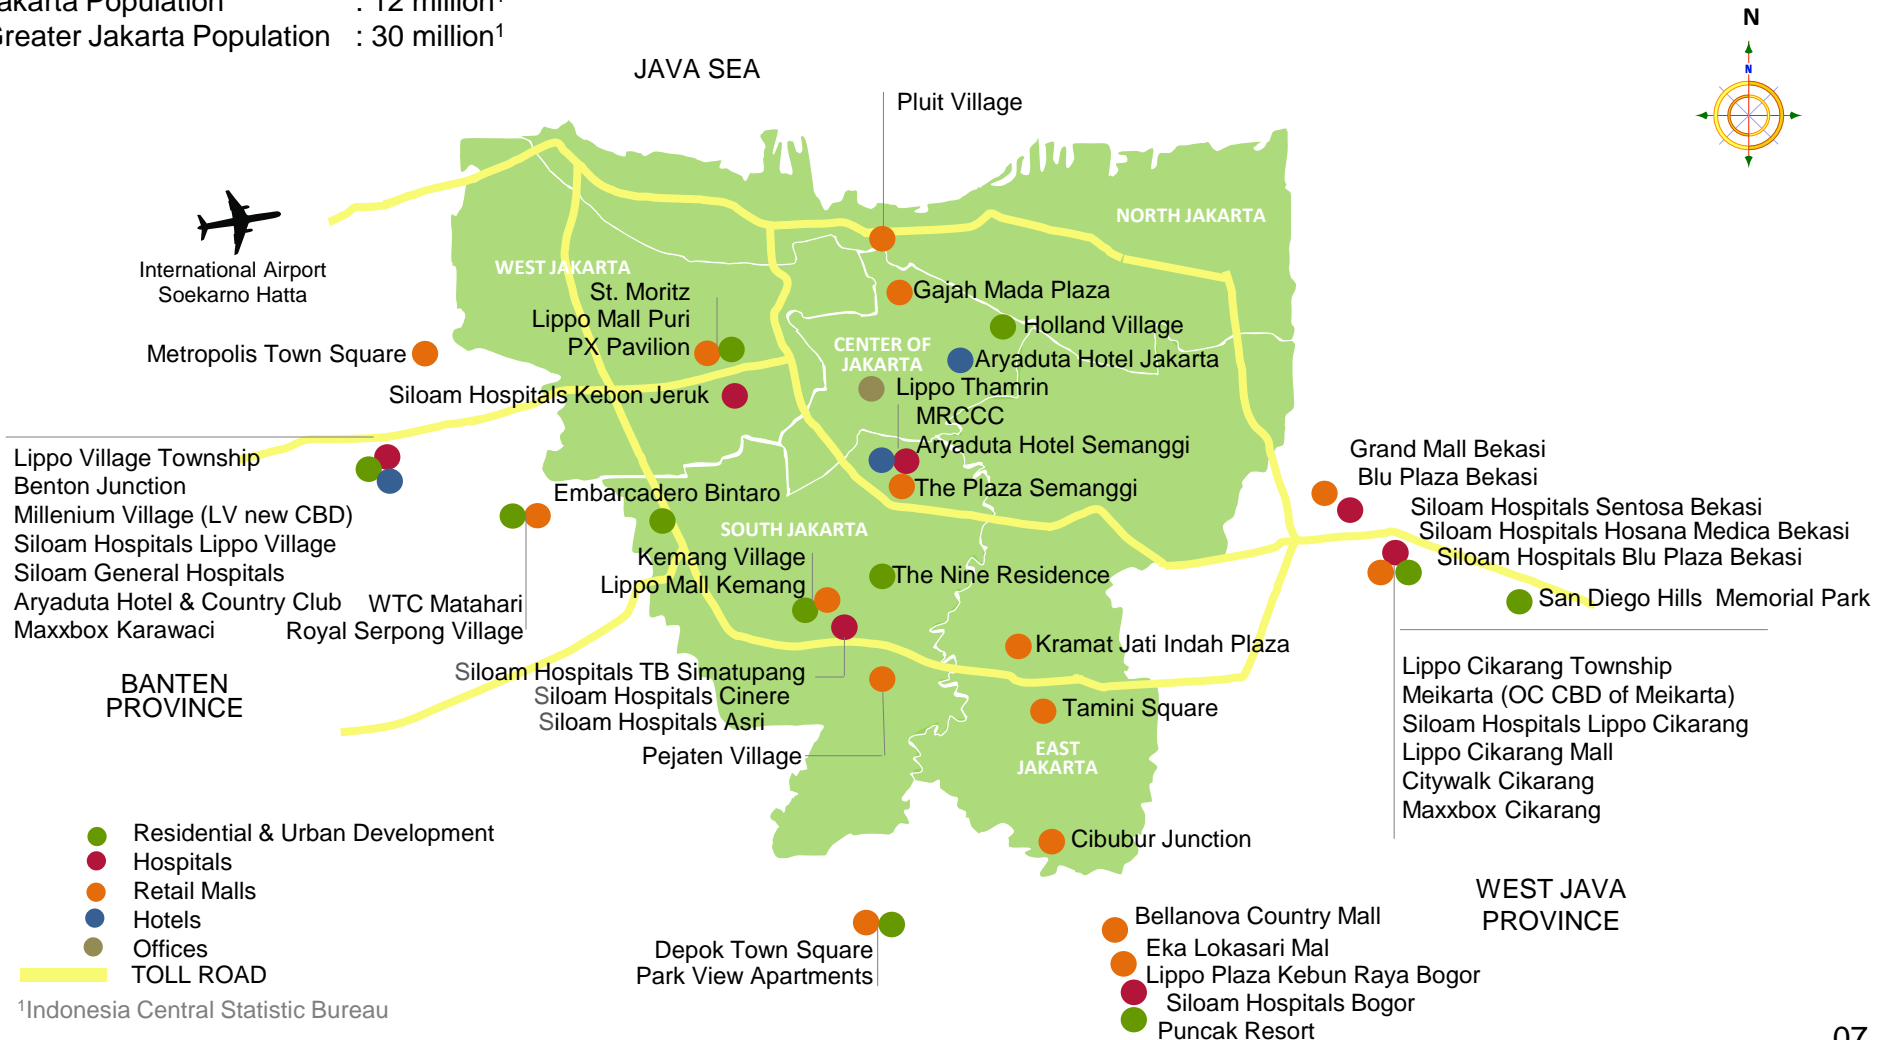 Jakarta Population : 12 million¹
Greater Jakarta Population : 30 million¹
N
N
JAVA SEA
Pluit Village
NORTH JAKARTA
International Airport
Soekarno Hatta
WEST JAKARTA
St. Moritz
Lippo Mall Puri
PX Pavilion
Gajah Mada Plaza
Holland Village
CENTER OF
JAKARTA
Aryaduta Hotel Jakarta
Metropolis Town Square
Siloam Hospitals Kebon Jeruk
Lippo Thamrin
MRCCC
Aryaduta Hotel Semanggi
The Plaza Semanggi
Lippo Village Township
Benton Junction
Millenium Village (LV new CBD)
Siloam Hospitals Lippo Village
Siloam General Hospitals
Aryaduta Hotel & Country Club
Maxxbox Karawaci
WTC Matahari
Royal Serpong Village
Embarcadero Bintaro
SOUTH JAKARTA
Kemang Village
Lippo Mall Kemang
The Nine Residence
Grand Mall Bekasi
Blu Plaza Bekasi
Siloam Hospitals Sentosa Bekasi
Siloam Hospitals Hosana Medica Bekasi
Siloam Hospitals Blu Plaza Bekasi
San Diego Hills Memorial Park
Kramat Jati Indah Plaza
Siloam Hospitals TB Simatupang
Siloam Hospitals Cinere
Siloam Hospitals Asri
Pejaten Village
Tamini Square
EAST
JAKARTA
Lippo Cikarang Township
Meikarta (OC CBD of Meikarta)
Siloam Hospitals Lippo Cikarang
Lippo Cikarang Mall
Citywalk Cikarang
Maxxbox Cikarang
BANTEN
PROVINCE
Cibubur Junction
WEST JAVA
PROVINCE
Residential & Urban Development
Hospitals
Retail Malls
Hotels
Offices
TOLL ROAD
¹Indonesia Central Statistic Bureau
Depok Town Square
Park View Apartments
Bellanova Country Mall
Eka Lokasari Mal
Lippo Plaza Kebun Raya Bogor
Siloam Hospitals Bogor
Puncak Resort
07